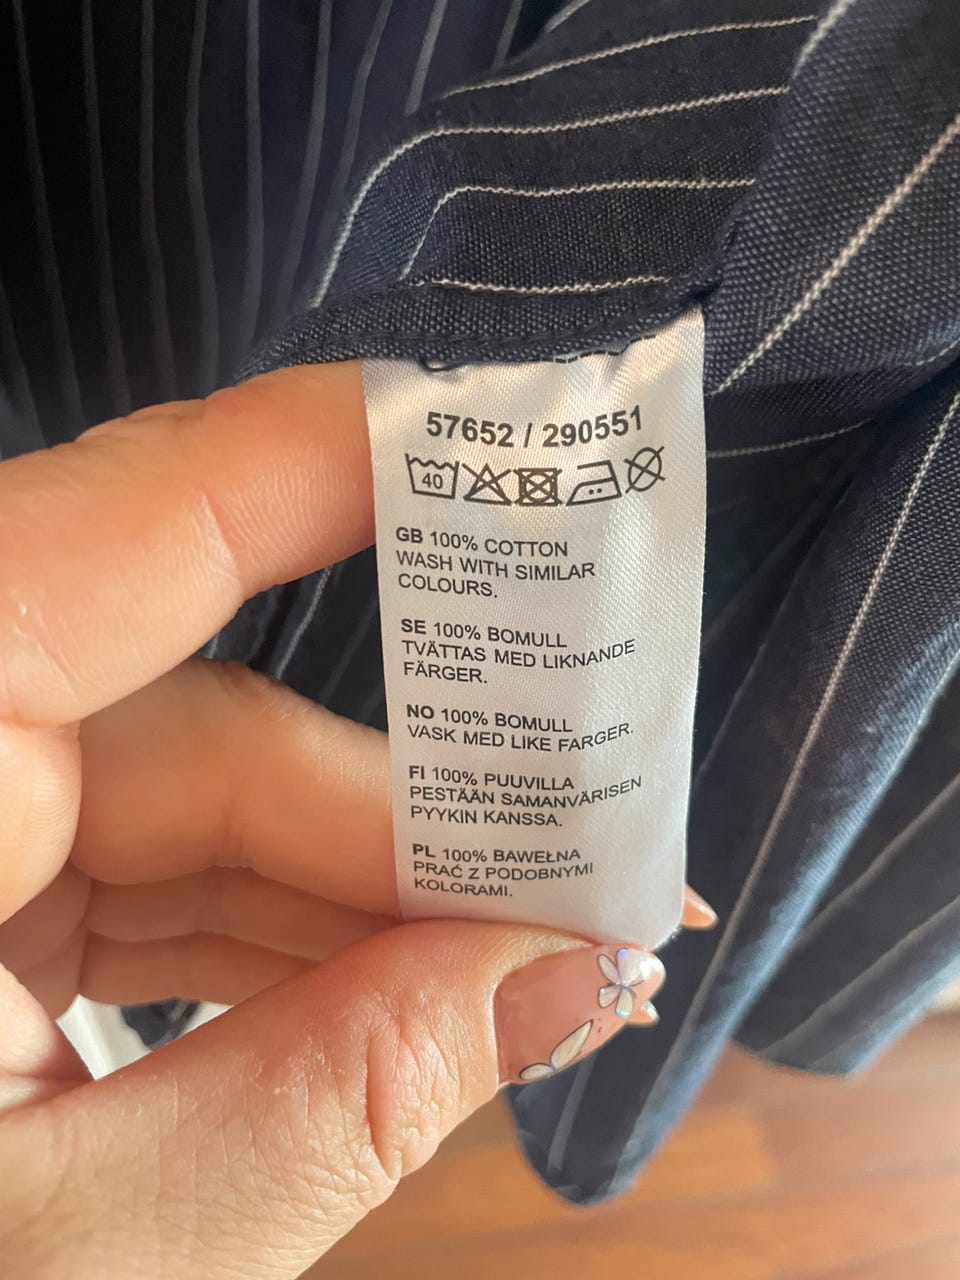 57652 / 290551
40
GB 100% COTTON
WASH WITH SIMILAR
COLOURS.
SE 100% BOMULL
TVÄTTAS MED LIKNANDE
FÄRGER.
NO 100% BOMULL
VASK MED LIKE FARGER.
FI 100% PUUVILLA
PESTÄÄN SAMANVÄRISEN
PYYKIN KANSSA.
PL 100% BAWEŁNA
PRAĆ Z PODOBNYMI
KOLORAMI.